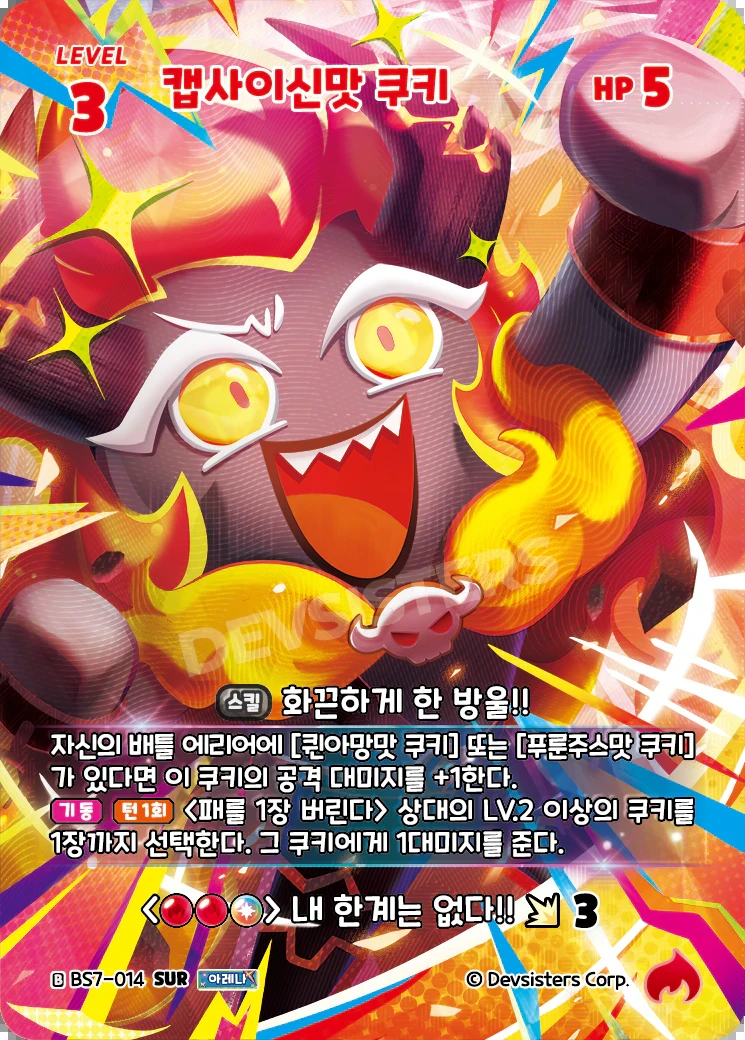 LEVEL
3
캡사이신맛 쿠키
HP 5
DEVSISTERS
스킬 화끈하게 한 방울!!
자신의 배틀 에리어에 [퀸아망맛 쿠키] 또는 [푸룬주스맛 쿠키]
가 있다면 이 쿠키의 공격 대미지를 +1한다.
기동 턴 1회 <패를 1장 버린다> 상대의 LV.2 이상의 쿠키를
1장까지 선택한다. 그 쿠키에게 1대미지를 준다.
< > 내 한계는 없다!! 3
B BS7-014 SUR 아레나
© Devsisters Corp.